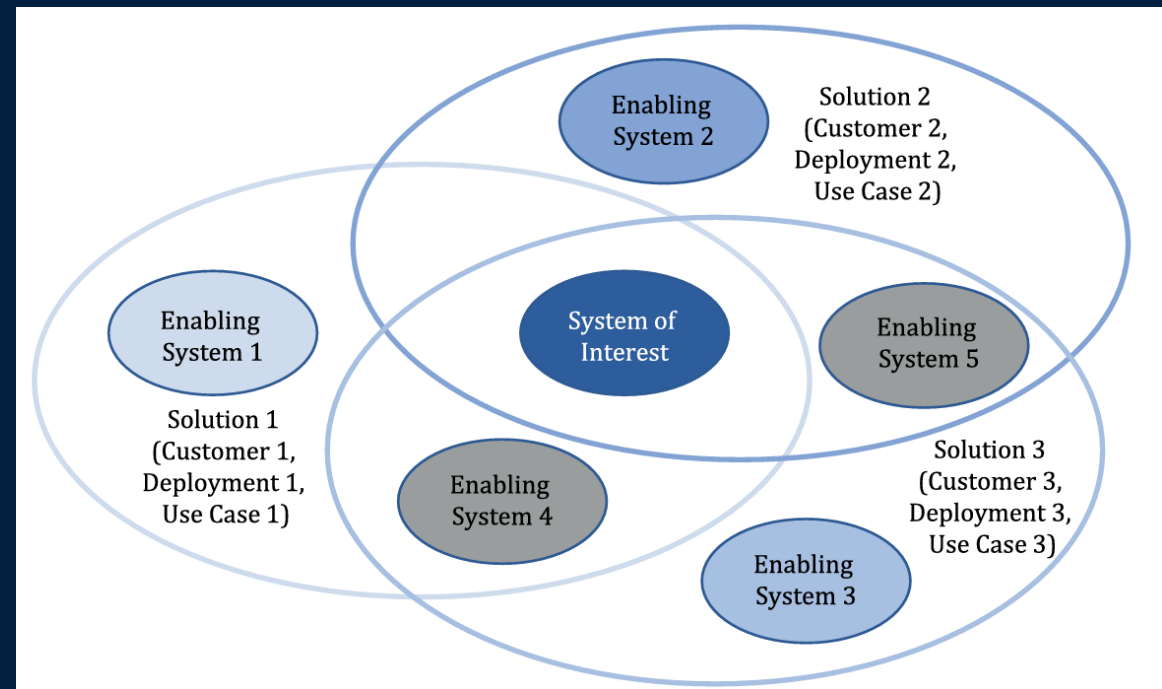 Enabling
System 2
Solution 2
(Customer 2,
Deployment 2,
Use Case 2)
Enabling
System 1
System of
Interest
Enabling
System 5
Solution 1
(Customer 1,
Deployment 1,
Use Case 1)
Enabling
System 4
Solution 3
(Customer 3,
Deployment 3,
Use Case 3)
Enabling
System 3